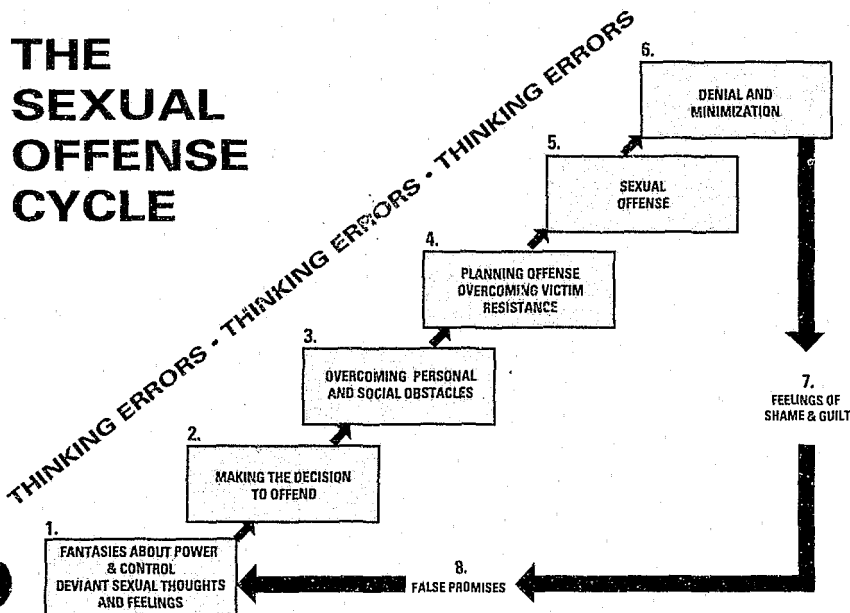 THE
SEXUAL
OFFENSE
CYCLE
THINKING ERRORS - THINKING ERRORS • THINKING ERRORS
6.
DENIAL AND
MINIMIZATION
5.
SEXUAL
OFFENSE
4.
PLANNING OFFENSE
OVERCOMING VICTIM
RESISTANCE
3.
OVERCOMING PERSONAL
AND SOCIAL OBSTACLES
2.
MAKING THE DECISION
TO OFFEND
1.
FANTASIES ABOUT POWER
& CONTROL
DEVIANT SEXUAL THOUGHTS
AND FEELINGS
7.
FEELINGS OF
SHAME & GUILT
8.
FALSE PROMISES